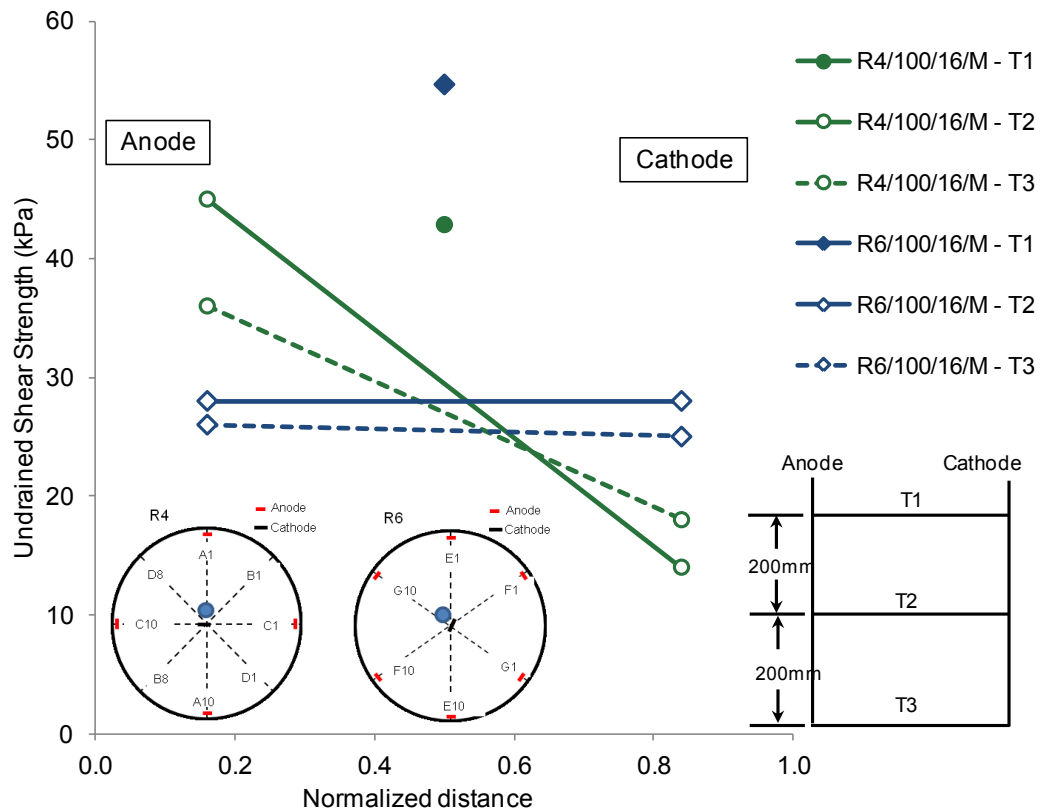 60
50
40
30
20
10
0
Undrained Shear Strength (kPa)
Anode
Cathode
R4/100/16/M - T1
R4/100/16/M - T2
R4/100/16/M - T3
R6/100/16/M - T1
R6/100/16/M - T2
R6/100/16/M - T3
R4
Anode
Cathode
A1
B1
C1
D1
A10
B8
C10
D8
R6
Anode
Cathode
E1
F1
G1
E10
F10
G10
Anode
Cathode
T1
200mm
T2
200mm
T3
0.0
0.2
0.4
0.6
0.8
1.0
Normalized distance